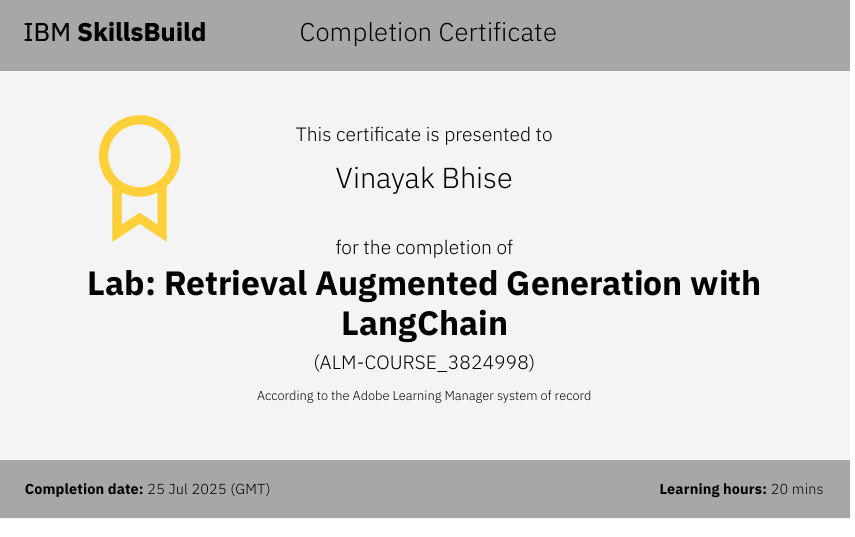 IBM SkillsBuild
Completion Certificate
This certificate is presented to
Vinayak Bhise
for the completion of
Lab: Retrieval Augmented Generation with
LangChain
(ALM-COURSE_3824998)
According to the Adobe Learning Manager system of record
Completion date: 25 Jul 2025 (GMT)
Learning hours: 20 mins